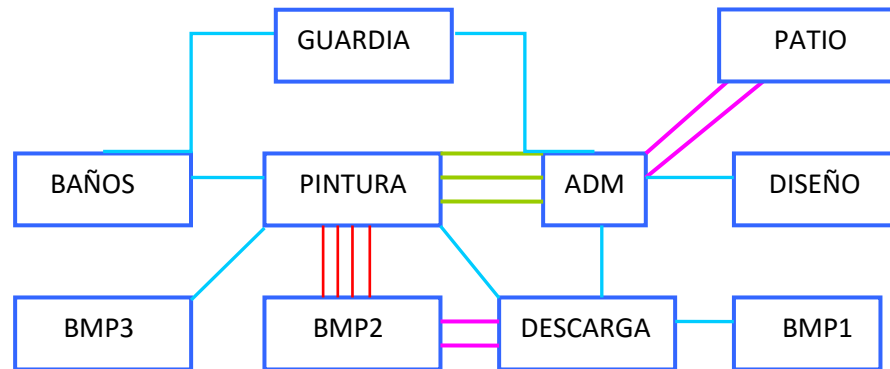 GUARDIA
PATIO
BAÑOS
PINTURA
ADM
DISEÑO
BMP3
BMP2
DESCARGA
BMP1